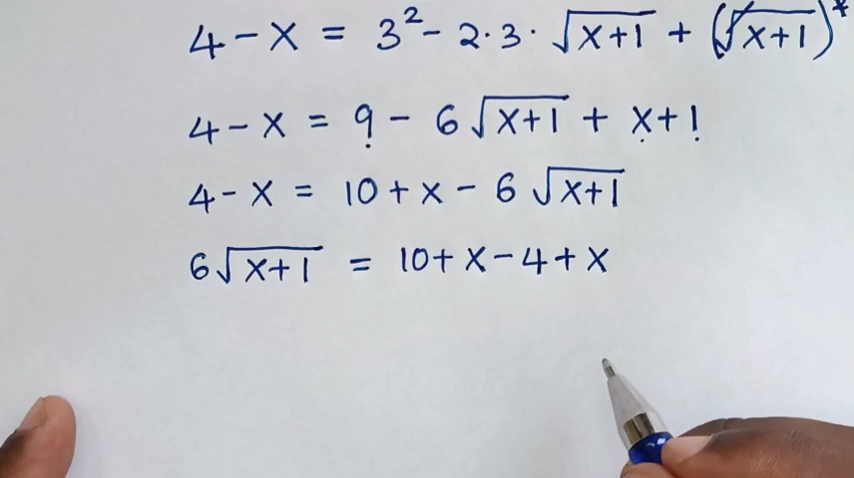 4 - x = 3² - 2·3·√(x+1) + (√(x+1))²
4 - x = 9 - 6√(x+1) + x+1
4 - x = 10 + x - 6√(x+1)
6√(x+1) = 10 + x - 4 + x